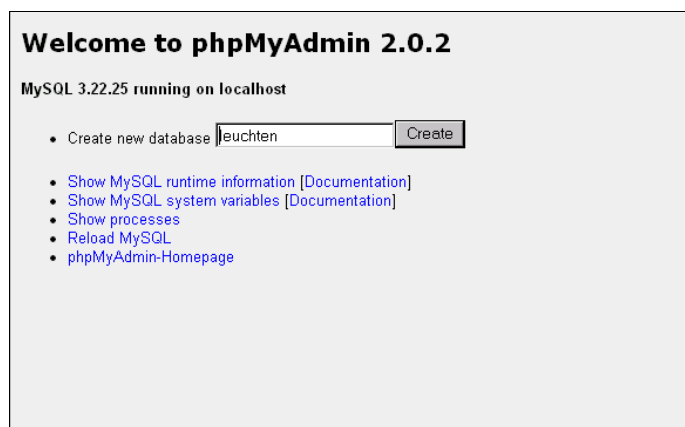 Welcome to phpMyAdmin 2.0.2
MySQL 3.22.25 running on localhost
Create new database leuchten Create
Show MySQL runtime information [Documentation]
Show MySQL system variables [Documentation]
Show processes
Reload MySQL
phpMyAdmin-Homepage